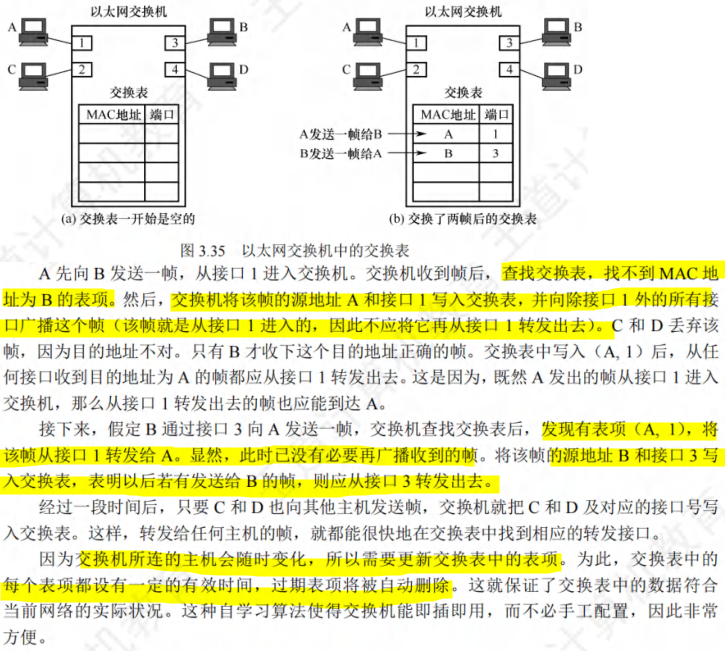 以太网交换机
以太网交换机
A
1
3
B
A
1
3
B
C
2
4
D
C
2
4
D
交换表
交换表
MAC地址 端口
MAC地址 端口
A发送一帧给B
A 1
B发送一帧给A
B 3
(a) 交换表一开始是空的
(b) 交换了两帧后的交换表
图 3.35 以太网交换机中的交换表
A 先向 B 发送一帧，从接口 1 进入交换机。交换机收到帧后，查找交换表，找不到 MAC 地
址为 B 的表项。然后，交换机将该帧的源地址 A 和接口 1 写入交换表，并向除接口 1 外的所有接
口广播这个帧（该帧就是从接口 1 进入的，因此不应将它再从接口 1 转发出去）。C 和 D 丢弃该
帧，因为目的地址不对。只有 B 才收下这个目的地址正确的帧。交换表中写入（A, 1）后，从任
何接口收到目的地址为 A 的帧都应从接口 1 转发出去。这是因为，既然 A 发出的帧从接口 1 进入
交换机，那么从接口 1 转发出去的帧也应能到达 A。
接下来，假定 B 通过接口 3 向 A 发送一帧，交换机查找交换表后，发现有表项（A, 1），将
该帧从接口 1 转发给 A。显然，此时已没有必要再广播收到的帧。将该帧的源地址 B 和接口 3 写
入交换表，表明以后若有发送给 B 的帧，则应从接口 3 转发出去。
经过一段时间后，只要 C 和 D 也向其他主机发送帧，交换机就把 C 和 D 及对应的接口号写
入交换表。这样，转发给任何主机的帧，就都能很快地在交换表中找到相应的转发接口。
因为交换机所连的主机会随时变化，所以需要更新交换表中的表项。为此，交换表中的
每个表项都设有一定的有效时间，过期表项将被自动删除。这就保证了交换表中的数据符合
当前网络的实际状况。这种自学习算法使得交换机能即插即用，而不必手工配置，因此非常
方便。